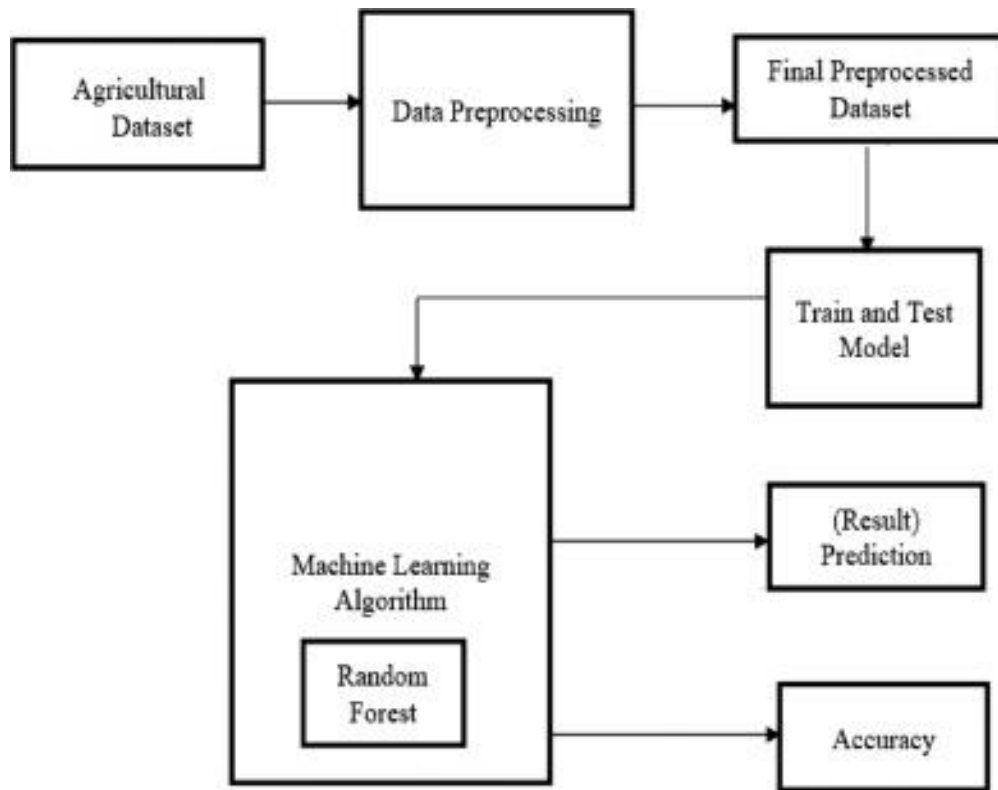 Agricultural
Dataset
Data Preprocessing
Final Preprocessed
Dataset
Train and Test
Model
Machine Learning
Algorithm
Random
Forest
(Result)
Prediction
Accuracy